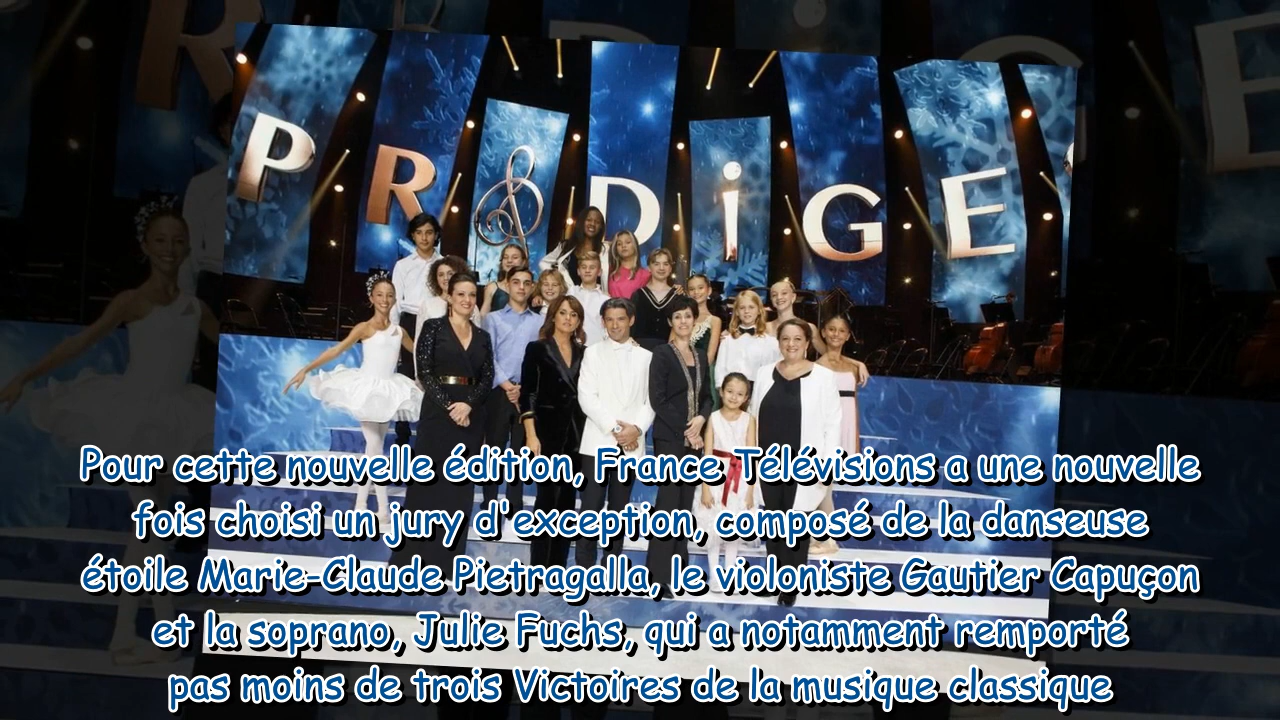 PRODIGE
Pour cette nouvelle édition, France Télévisions a une nouvelle
fois choisi un jury d'exception, composé de la danseuse
étoile Marie-Claude Pietragalla, le violoniste Gautier Capuçon
et la soprano, Julie Fuchs, qui a notamment remporté
pas moins de trois Victoires de la musique classique